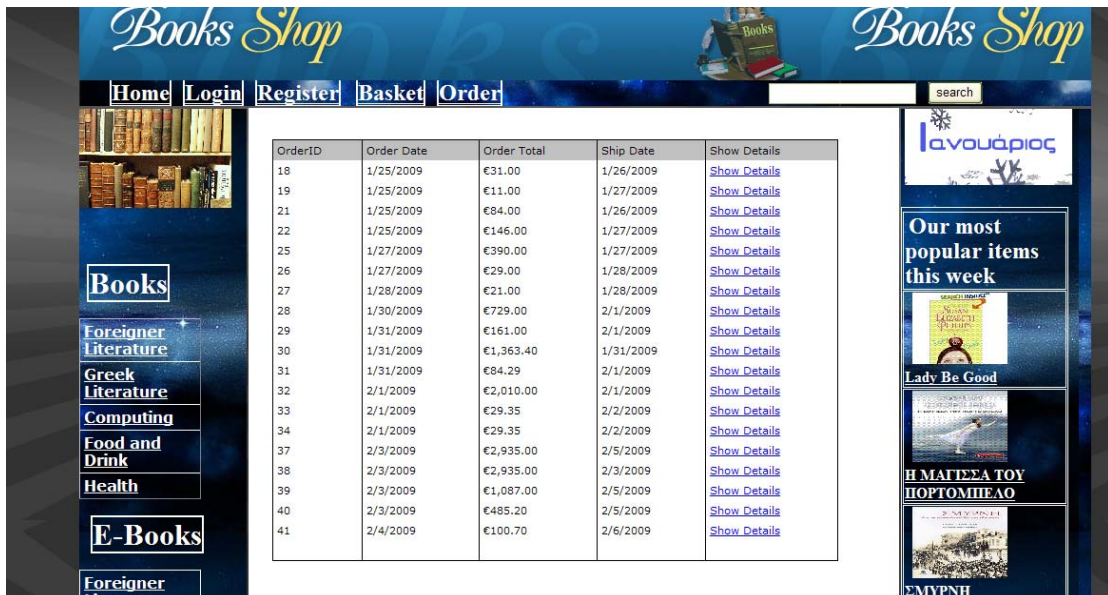 Books Shop
Books
Books Shop
Home Login Register Basket Order
search
OrderID Order Date Order Total Ship Date Show Details
18 1/25/2009 €31.00 1/26/2009 Show Details
19 1/25/2009 €11.00 1/27/2009 Show Details
21 1/25/2009 €84.00 1/26/2009 Show Details
22 1/25/2009 €146.00 1/27/2009 Show Details
25 1/27/2009 €390.00 1/27/2009 Show Details
26 1/27/2009 €29.00 1/28/2009 Show Details
27 1/28/2009 €21.00 1/28/2009 Show Details
28 1/30/2009 €729.00 2/1/2009 Show Details
29 1/31/2009 €161.00 2/1/2009 Show Details
30 1/31/2009 €1,363.40 1/31/2009 Show Details
31 1/31/2009 €84.29 2/1/2009 Show Details
32 2/1/2009 €2,010.00 2/1/2009 Show Details
33 2/1/2009 €29.35 2/2/2009 Show Details
34 2/1/2009 €29.35 2/2/2009 Show Details
37 2/3/2009 €2,935.00 2/5/2009 Show Details
38 2/3/2009 €2,935.00 2/3/2009 Show Details
39 2/3/2009 €1,087.00 2/5/2009 Show Details
40 2/3/2009 €485.20 2/5/2009 Show Details
41 2/4/2009 €100.70 2/6/2009 Show Details
Books
Foreigner
Literature
Greek
Literature
Computing
Food and
Drink
Health
E-Books
Foreigner
Ιανουάριος
Our most
popular items
this week
SUSAN
ELIZABETH
PHILLIPS
Lady Be Good
Η ΜΑΓΙΣΣΑ ΤΟΥ
ΠΟΡΤΟΜΠΕΛΟ
ΣΜΥΡΝΗ
ΣΜΥΡΝΗ